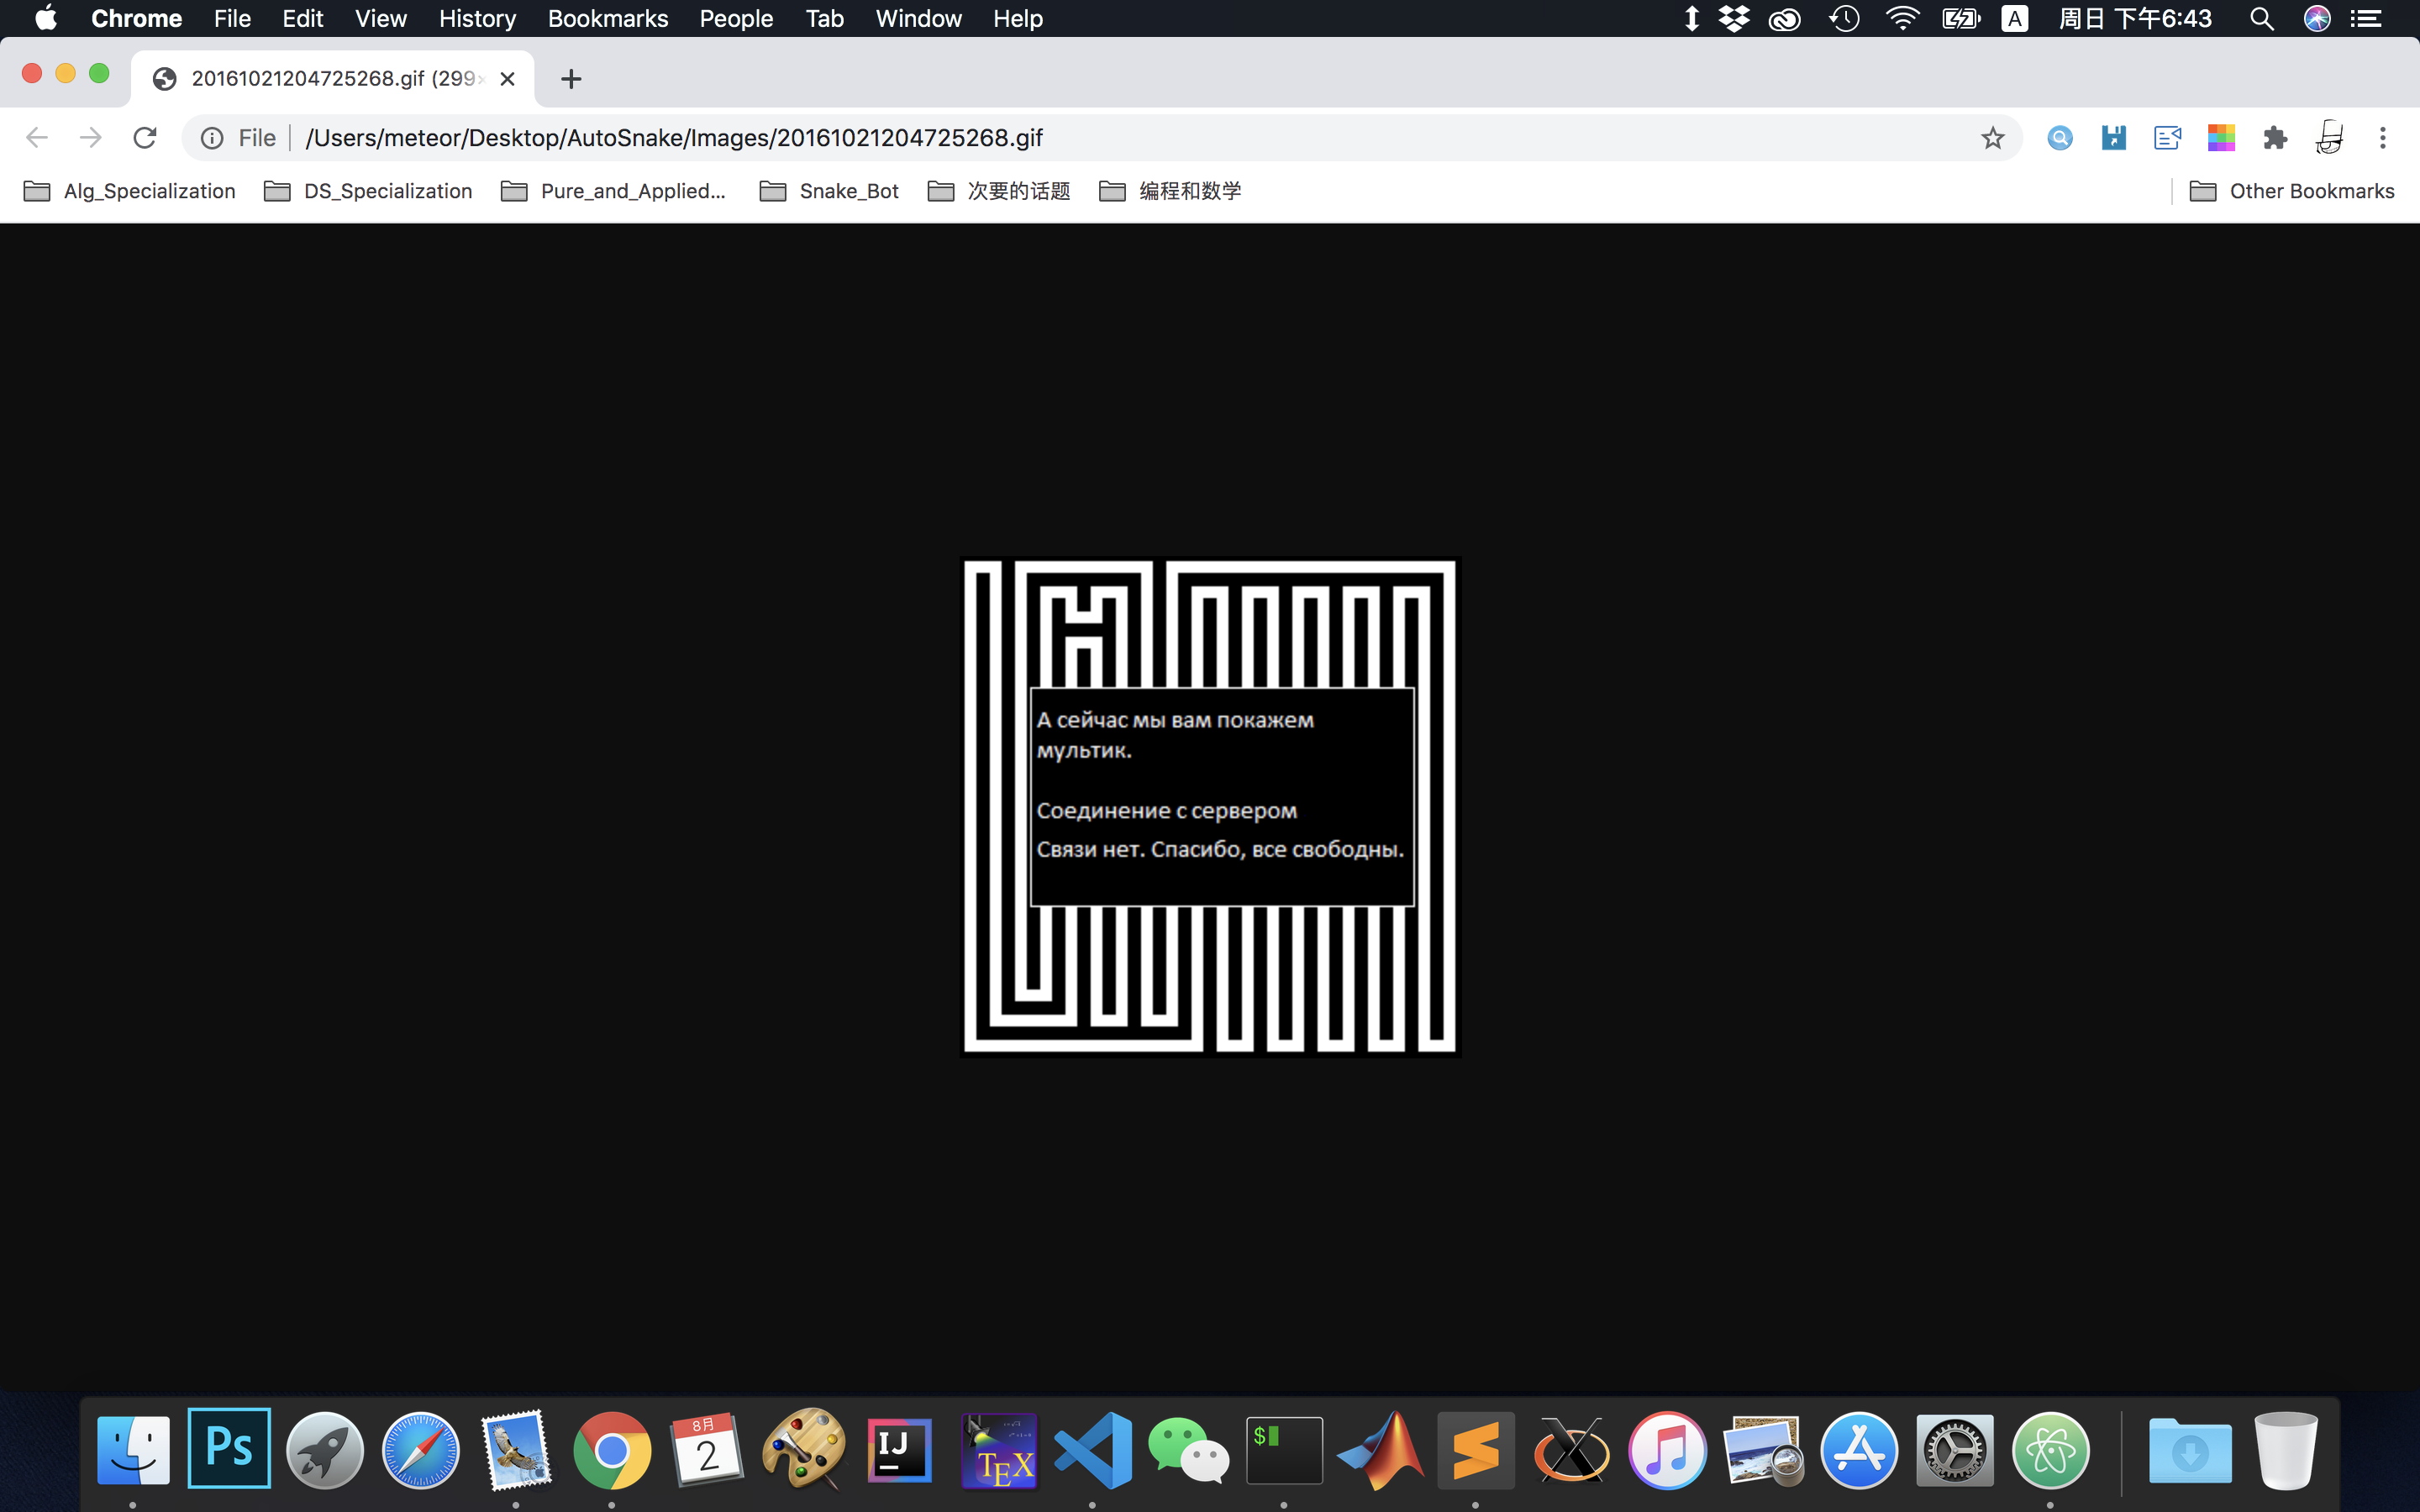 Chrome File Edit View History Bookmarks People Tab Window Help A 周日 下午6:43
20161021204725268.gif (299
File /Users/meteor/Desktop/AutoSnake/Images/20161021204725268.gif
Alg_Specialization DS_Specialization Pure_and_Applied... Snake_Bot 次要的话题 编程和数学 Other Bookmarks
А сейчас мы вам покажем
мультик.
Соединение с сервером
Связи нет. Спасибо, все свободны.
Ps 8月 2 IJ TEX $